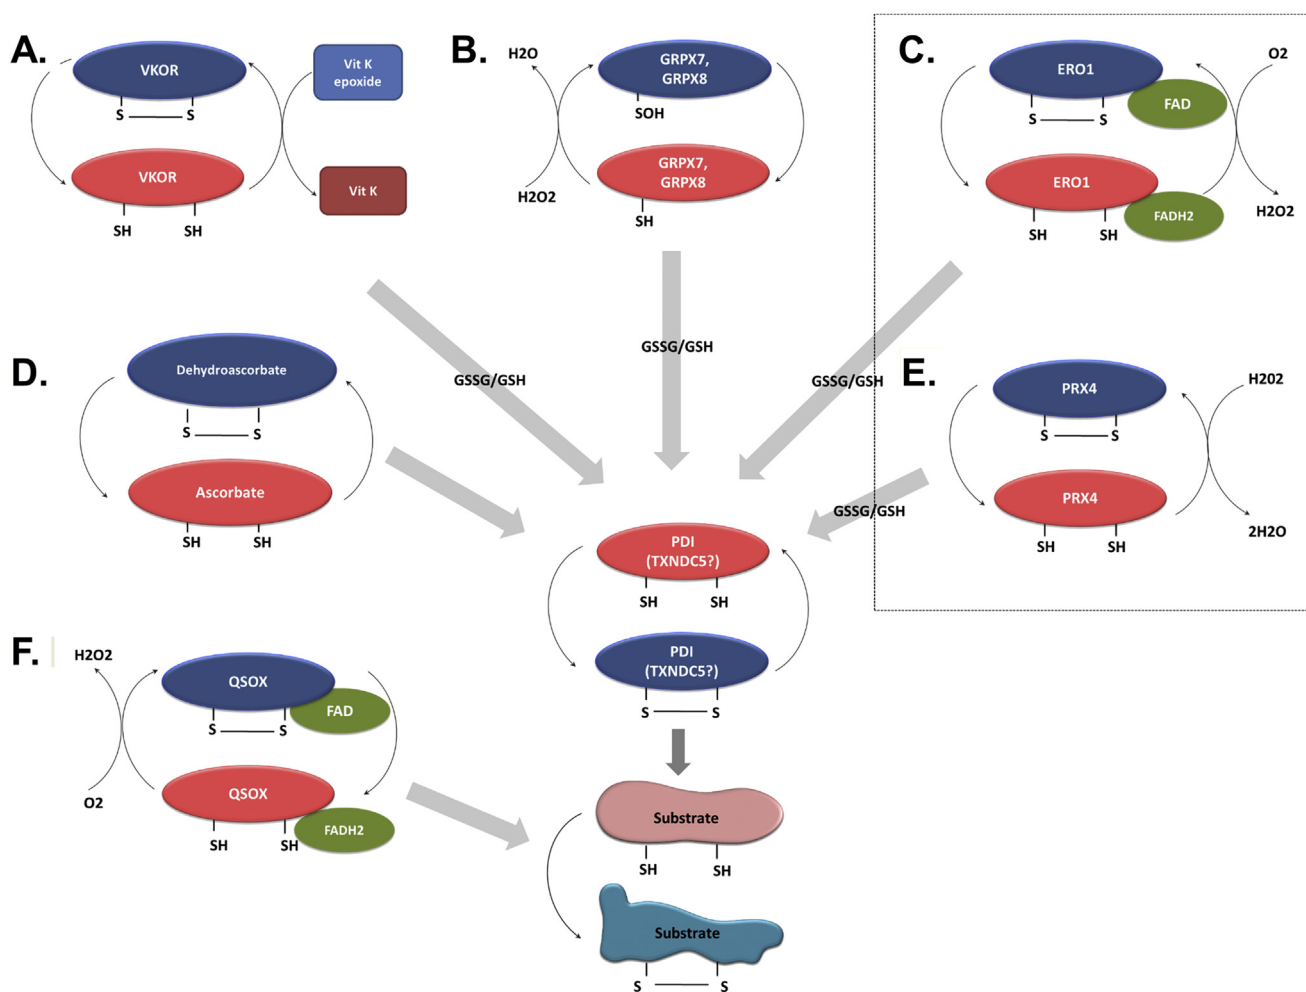 A.
VKOR
S
S
VKOR
SH
SH
Vit K
epoxide
Vit K
B.
H2O
H2O2
GRPX7,
GRPX8
SOH
GRPX7,
GRPX8
SH
C.
ERO1
FAD
S
S
ERO1
FADH2
SH
SH
O2
H2O2
D.
Dehydroascorbate
S
S
Ascorbate
SH
SH
GSSG/GSH
GSSG/GSH
GSSG/GSH
E.
PRX4
S
S
PRX4
SH
SH
H202
2H2O
GSSG/GSH
PDI
(TXNDC5?)
SH
SH
PDI
(TXNDC5?)
S
S
F.
H2O2
O2
QSOX
FAD
S
S
QSOX
FADH2
SH
SH
Substrate
SH
SH
Substrate
S
S